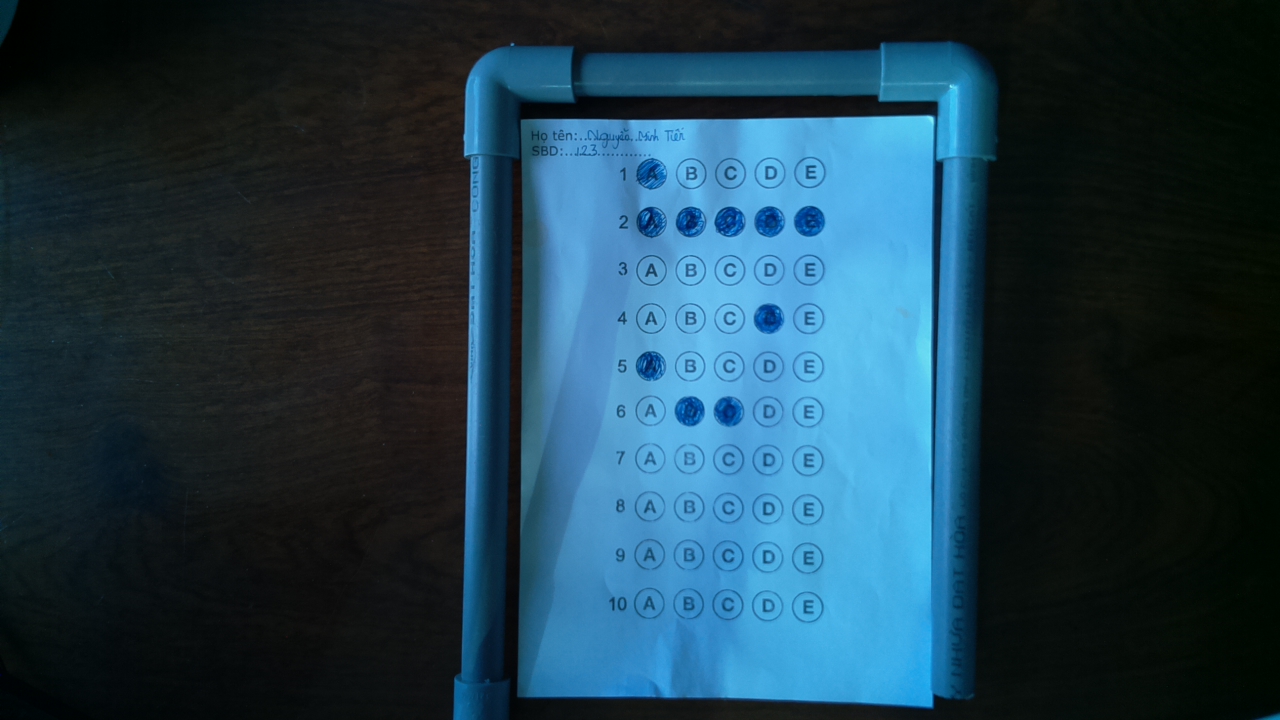 Họ tên:..Nguyễn Minh Tiến
SBD:...123............
1 A B C D E
2 A B C D E
3 A B C D E
4 A B C D E
5 A B C D E
6 A B C D E
7 A B C D E
8 A B C D E
9 A B C D E
10 A B C D E
NHỰA ĐẠT HÒA